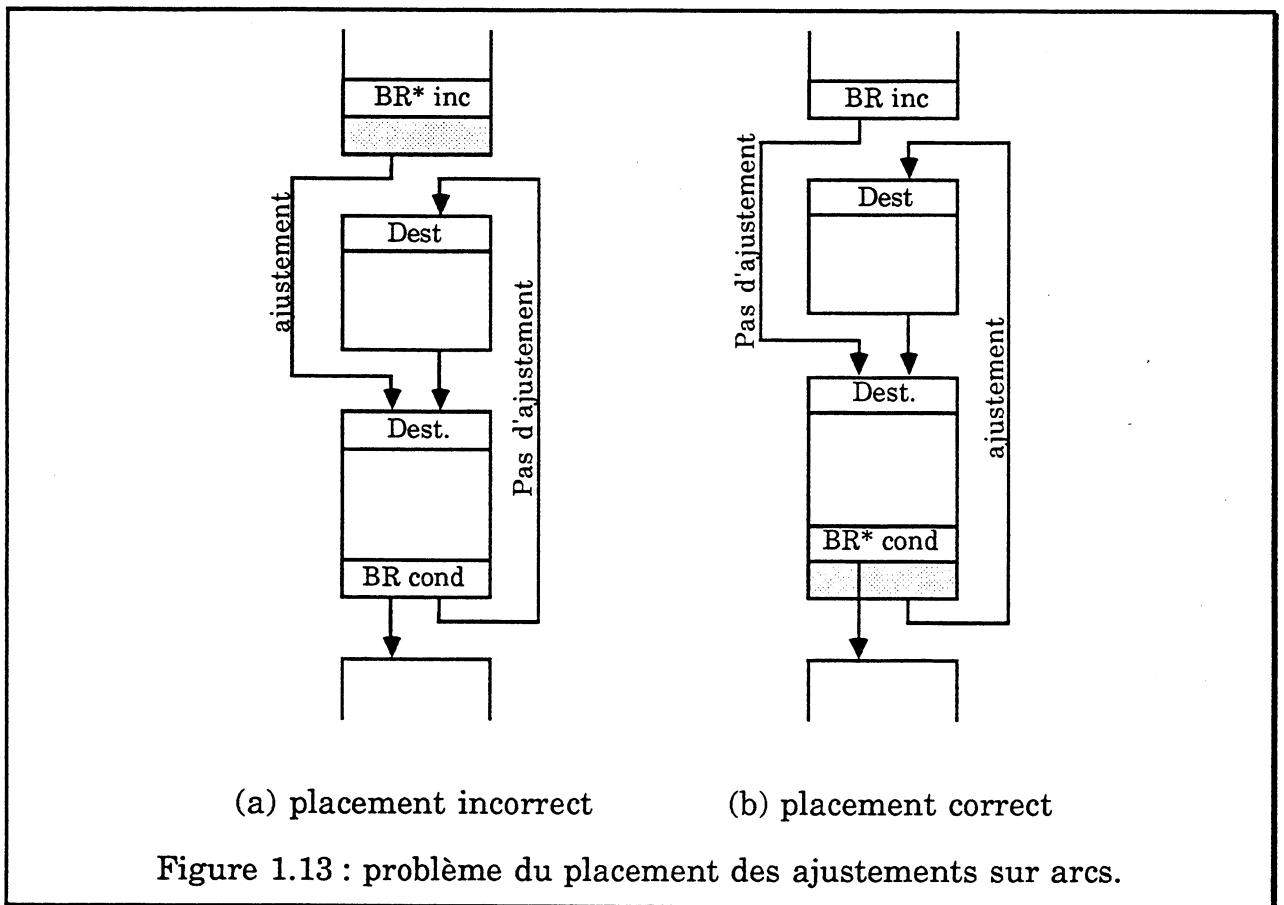 BR* inc
ajustement
Dest
Pas d'ajustement
Dest.
BR cond
BR inc
Pas d'ajustement
Dest
Dest.
ajustement
BR* cond
(a) placement incorrect
(b) placement correct
Figure 1.13 : problème du placement des ajustements sur arcs.